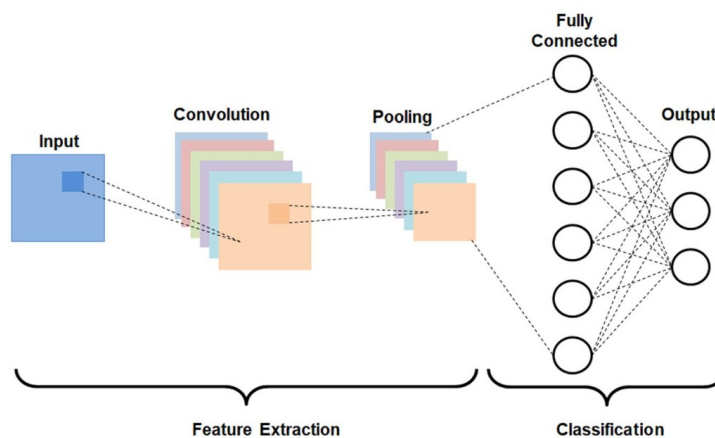 Fully
Connected
Convolution
Pooling
Output
Input
Feature Extraction
Classification